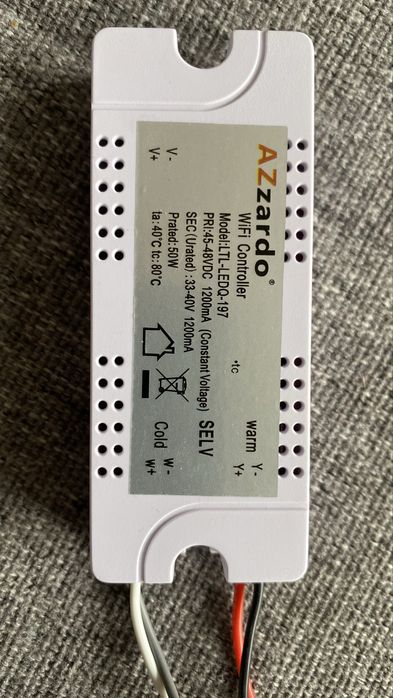 AZzardo®
WiFi Controller
Model:LTL-LEDQ-197
PRI:45-48VDC 1200mA (Constant Voltage)
SEC(Urated) :33-40V 1200mA
Prated:50W
ta:40°C tc:80°C
SELV
•tc
V-
V+
warm
Y-
Y+
Cold
W-
W+